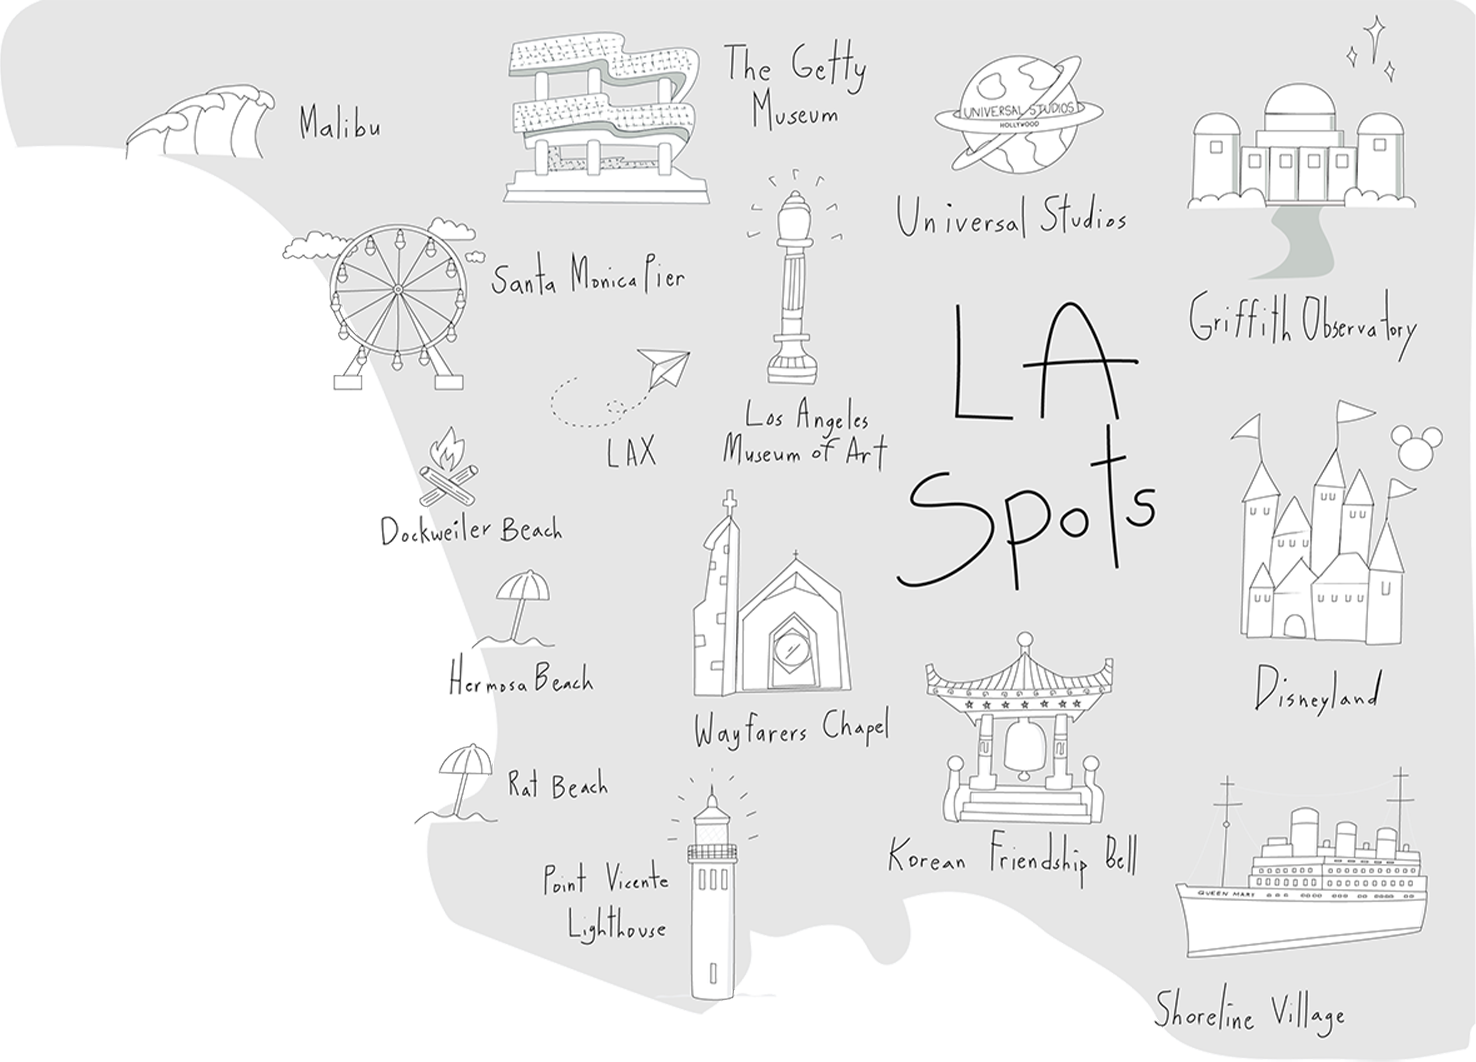 Malibu
The Getty
Museum
UNIVERSAL STUDIOS
HOLLYWOOD
Universal Studios
Griffith Observatory
Santa Monica Pier
LAX
Los Angeles
Museum of Art
LA
Spots
Dockweiler Beach
Hermosa Beach
Wayfarers Chapel
Disneyland
Rat Beach
Korean Friendship Bell
Point Vicente
Lighthouse
QUEEN MARY
Shoreline Village